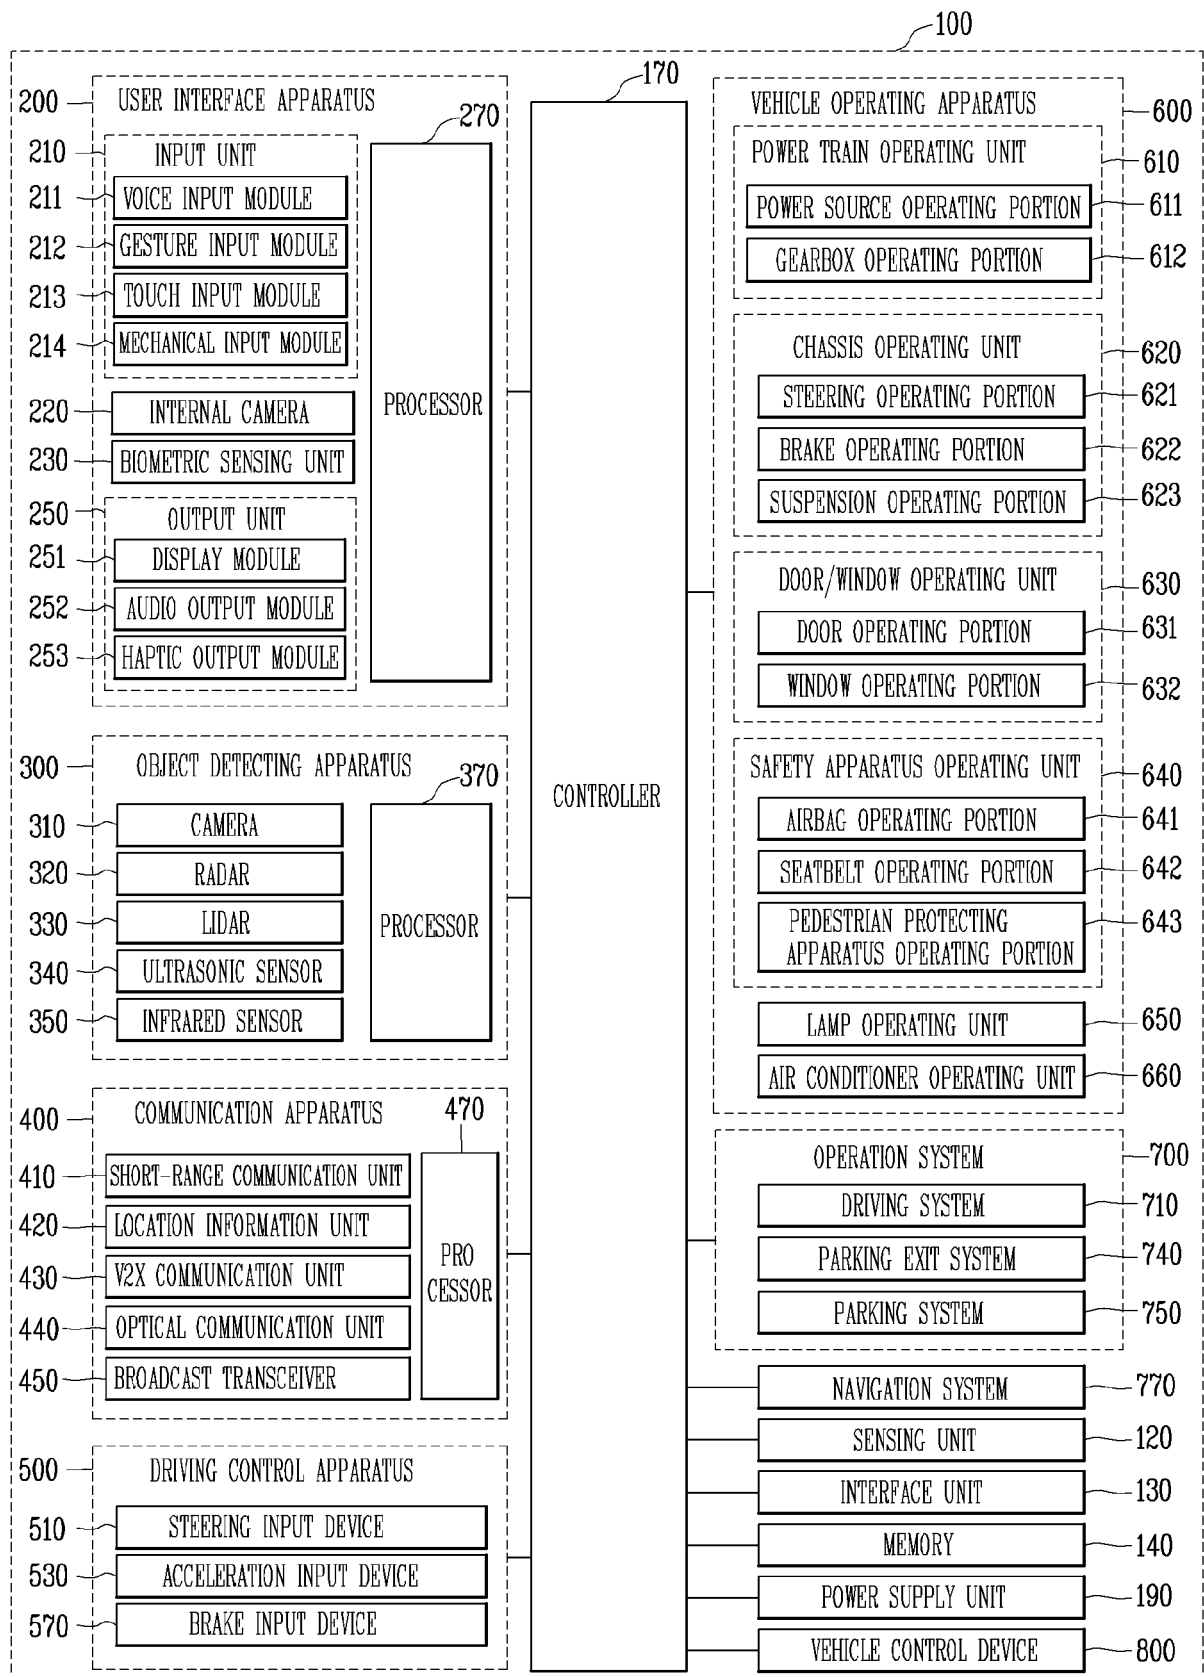 100
200
USER INTERFACE APPARATUS
210
INPUT UNIT
211
VOICE INPUT MODULE
212
GESTURE INPUT MODULE
213
TOUCH INPUT MODULE
214
MECHANICAL INPUT MODULE
220
INTERNAL CAMERA
230
BIOMETRIC SENSING UNIT
250
OUTPUT UNIT
251
DISPLAY MODULE
252
AUDIO OUTPUT MODULE
253
HAPTIC OUTPUT MODULE
270
PROCESSOR
300
OBJECT DETECTING APPARATUS
310
CAMERA
320
RADAR
330
LIDAR
340
ULTRASONIC SENSOR
350
INFRARED SENSOR
370
PROCESSOR
400
COMMUNICATION APPARATUS
410
SHORT-RANGE COMMUNICATION UNIT
420
LOCATION INFORMATION UNIT
430
V2X COMMUNICATION UNIT
440
OPTICAL COMMUNICATION UNIT
450
BROADCAST TRANSCEIVER
470
PRO
CESSOR
500
DRIVING CONTROL APPARATUS
510
STEERING INPUT DEVICE
530
ACCELERATION INPUT DEVICE
570
BRAKE INPUT DEVICE
170
CONTROLLER
VEHICLE OPERATING APPARATUS
600
POWER TRAIN OPERATING UNIT
610
POWER SOURCE OPERATING PORTION
611
GEARBOX OPERATING PORTION
612
CHASSIS OPERATING UNIT
620
STEERING OPERATING PORTION
621
BRAKE OPERATING PORTION
622
SUSPENSION OPERATING PORTION
623
DOOR/WINDOW OPERATING UNIT
630
DOOR OPERATING PORTION
631
WINDOW OPERATING PORTION
632
SAFETY APPARATUS OPERATING UNIT
640
AIRBAG OPERATING PORTION
641
SEATBELT OPERATING PORTION
642
PEDESTRIAN PROTECTING
APPARATUS OPERATING PORTION
643
LAMP OPERATING UNIT
650
AIR CONDITIONER OPERATING UNIT
660
OPERATION SYSTEM
700
DRIVING SYSTEM
710
PARKING EXIT SYSTEM
740
PARKING SYSTEM
750
NAVIGATION SYSTEM
770
SENSING UNIT
120
INTERFACE UNIT
130
MEMORY
140
POWER SUPPLY UNIT
190
VEHICLE CONTROL DEVICE
800